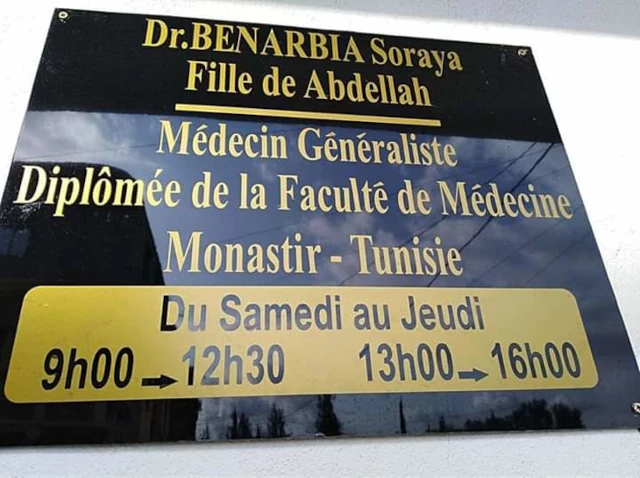 Dr.BENARBIA Soraya
Fille de Abdellah
Médecin Généraliste
Diplômée de la Faculté de Médecine
Monastir - Tunisie
Du Samedi au Jeudi
9h00 → 12h30 13h00 → 16h00